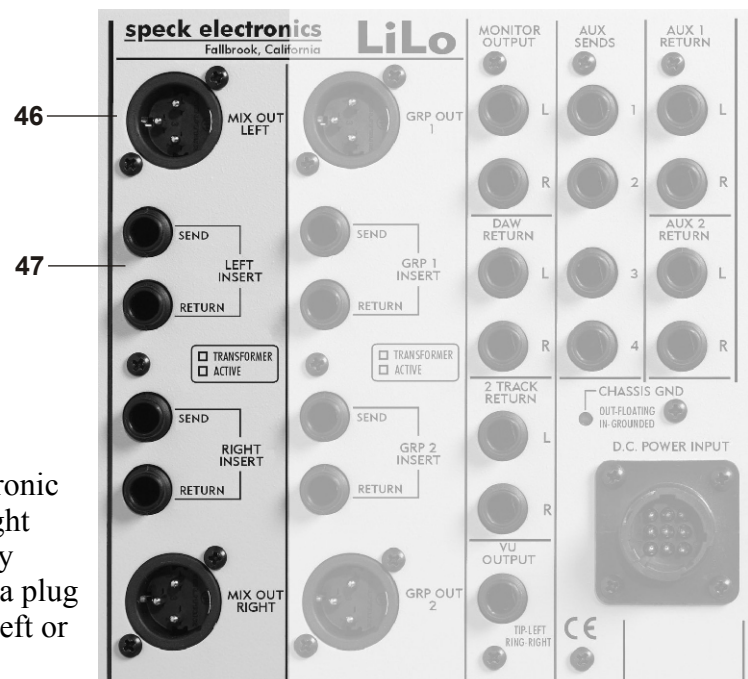 speck electronics
Fallbrook, California
LiLo
46
MIX OUT
LEFT
SEND
47
LEFT
INSERT
RETURN
TRANSFORMER
ACTIVE
SEND
RIGHT
INSERT
RETURN
MIX OUT
RIGHT
GRP OUT
1
SEND
GRP 1
INSERT
RETURN
TRANSFORMER
ACTIVE
SEND
GRP 2
INSERT
RETURN
GRP OUT
2
MONITOR
OUTPUT
L
R
DAW
RETURN
L
R
2 TRACK
RETURN
L
R
VU
OUTPUT
TIP-LEFT
RING-RIGHT
AUX
SENDS
1
2
3
4
AUX 1
RETURN
L
R
AUX 2
RETURN
L
R
CHASSIS GND
OUT-FLOATING
IN-GROUNDED
D.C. POWER INPUT
CE
ronic
ght
y
a plug
eft or